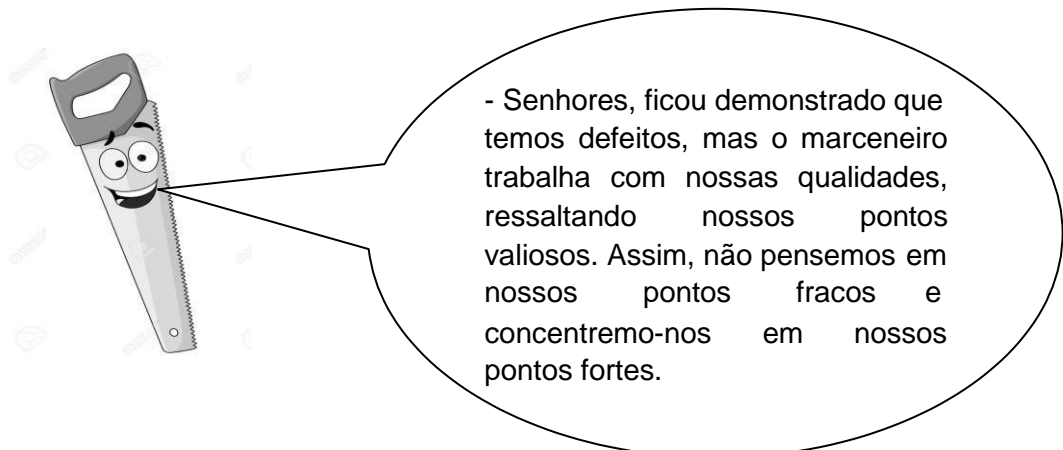 - Senhores, ficou demonstrado que
temos defeitos, mas o marceneiro
trabalha com nossas qualidades,
ressaltando nossos pontos
valiosos. Assim, não pensemos em
nossos pontos fracos e
concentremo-nos em nossos
pontos fortes.